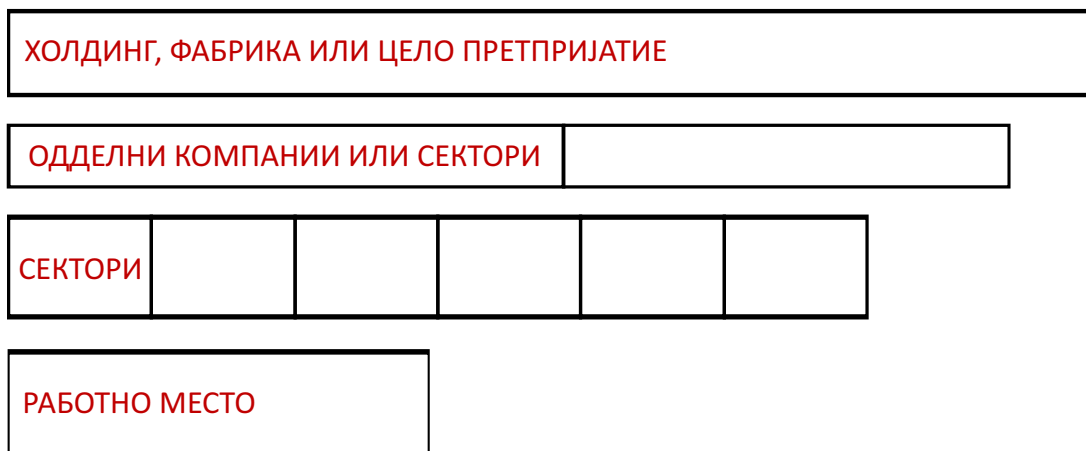 ХОЛДИНГ, ФАБРИКА ИЛИ ЦЕЛО ПРЕТПРИЈАТИЕ
ОДДЕЛНИ КОМПАНИИ ИЛИ СЕКТОРИ
СЕКТОРИ
РАБОТНО МЕСТО